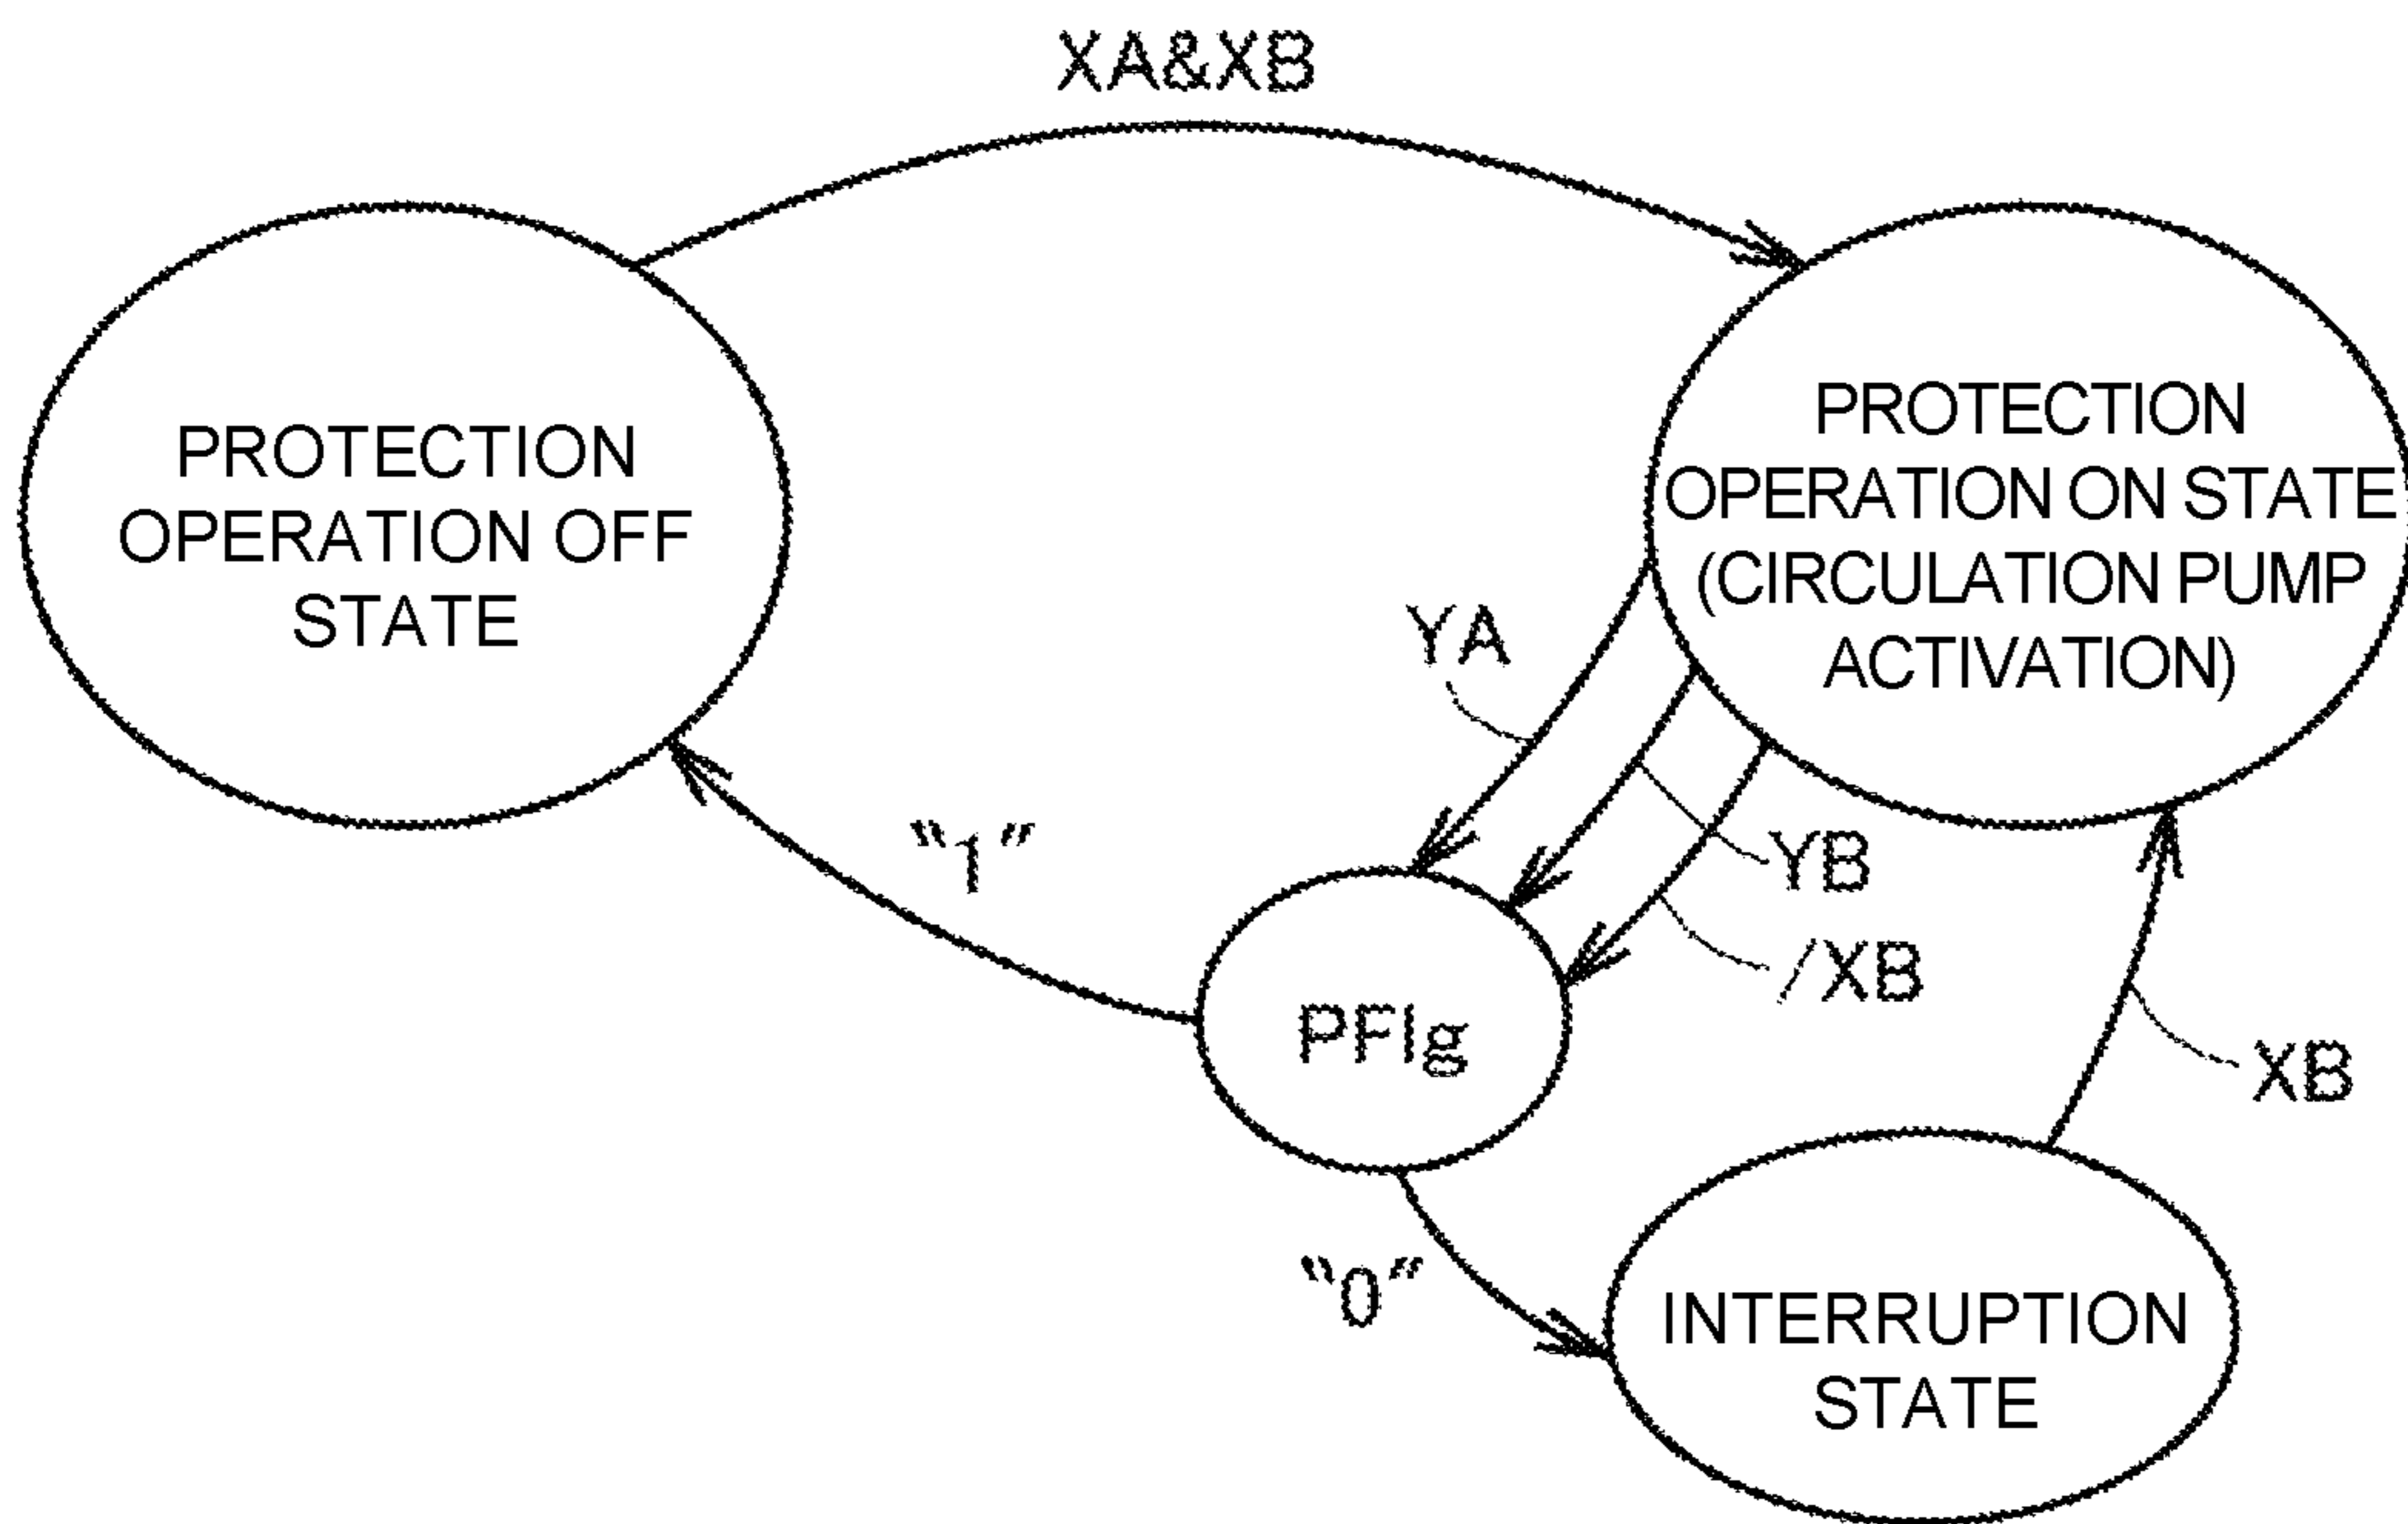 XA&XB
PROTECTION
OPERATION OFF
STATE
PROTECTION
OPERATION ON STATE
(CIRCULATION PUMP
ACTIVATION)
YA
"1"
YB
/XB
PFlg
XB
"0"
INTERRUPTION
STATE